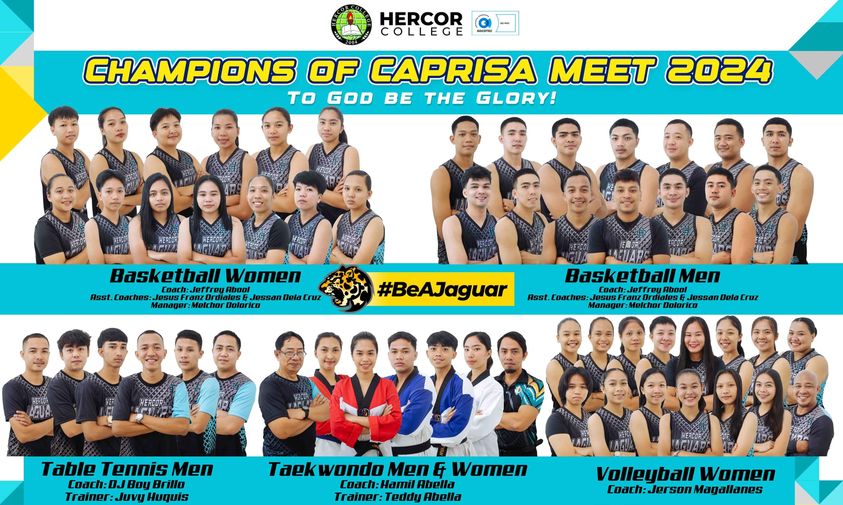 HERCOR COLLEGE
2024
HERCOR
COLLEGE
CHAMPIONS OF CAPRISA MEET 2024
TO GOD BE THE GLORY!
Basketball Women
Coach: Jeffrey Abool
Asst. Coaches: Jesus Franz Ordiales & Jessan Dela Cruz
Manager: Melchor Dolorico
#BeAJaguar
Basketball Men
Coach: Jeffrey Abool
Asst. Coaches: Jesus Franz Ordiales & Jessan Dela Cruz
Manager: Melchor Dolorico
Table Tennis Men
Coach: DJ Boy Brillo
Trainer: Juvy Huquis
Taekwondo Men & Women
Coach: Hamil Abella
Trainer: Teddy Abella
Volleyball Women
Coach: Jerson Magallanes